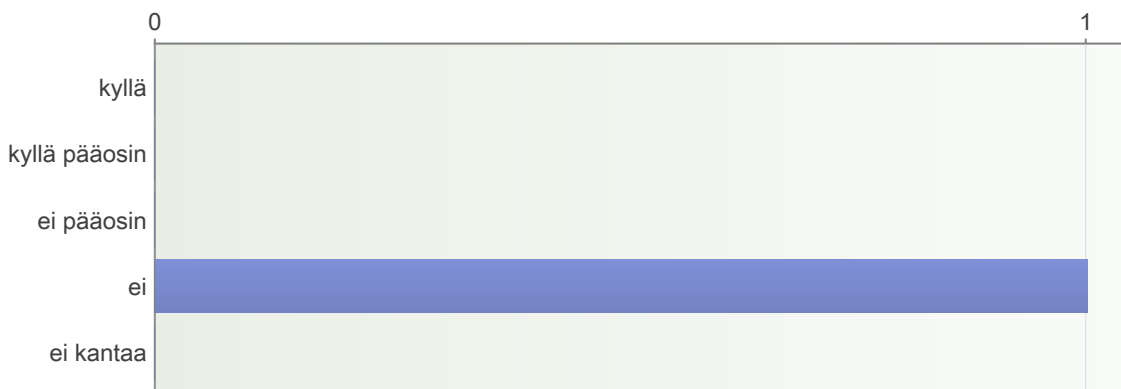 0 1
kyllä
kyllä pääosin
ei pääosin
ei
ei kantaa